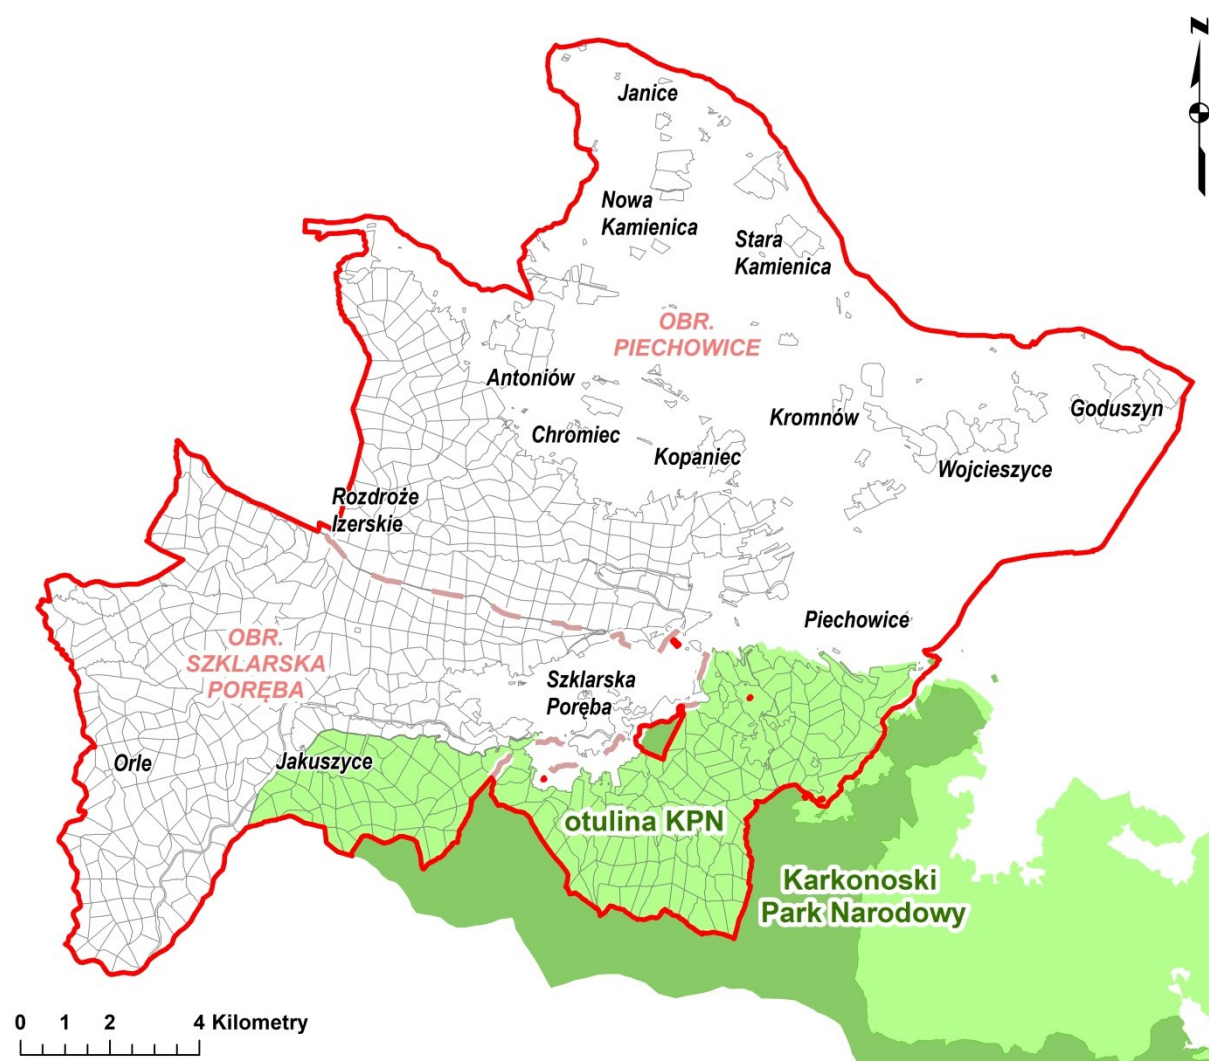 N
Janice
Nowa
Kamienica
Stara
Kamienica
OBR.
PIECHOWICE
Antoniów
Goduszyn
Kromnów
Chromiec
Kopaniec
Wojcieszyce
Rozdroże
Izerskie
Piechowice
OBR.
SZKLARSKA
PORĘBA
Szklarska
Poręba
Orle
Jakuszyce
otulina KPN
Karkonoski
Park Narodowy
0 1 2 4 Kilometry